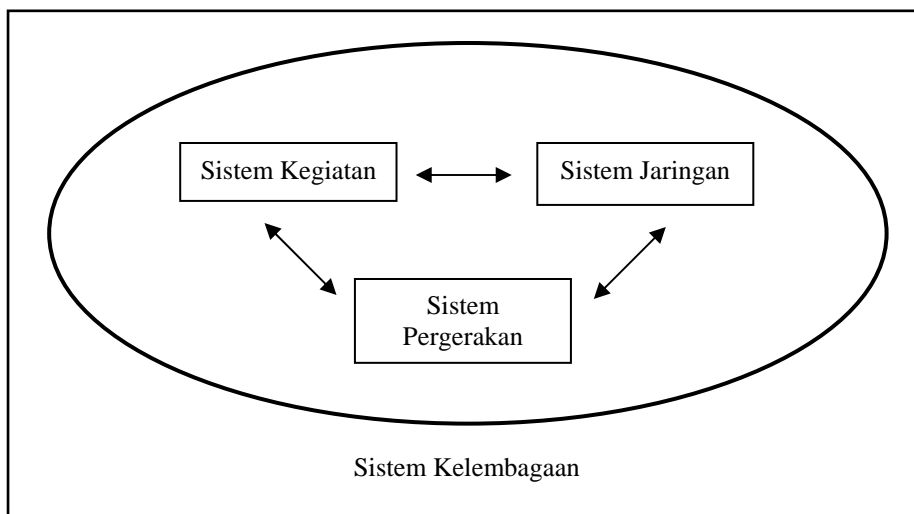 Sistem Kegiatan
Sistem Jaringan
Sistem
Pergerakan
Sistem Kelembagaan